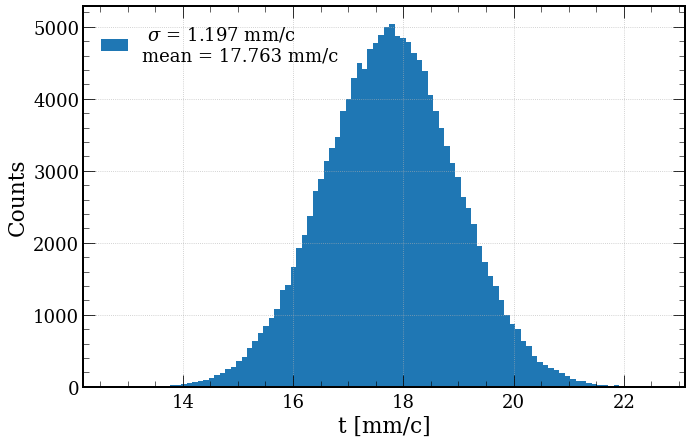 σ = 1.197 mm/c
mean = 17.763 mm/c
Counts
5000
4000
3000
2000
1000
0
14 16 18 20 22
t [mm/c]